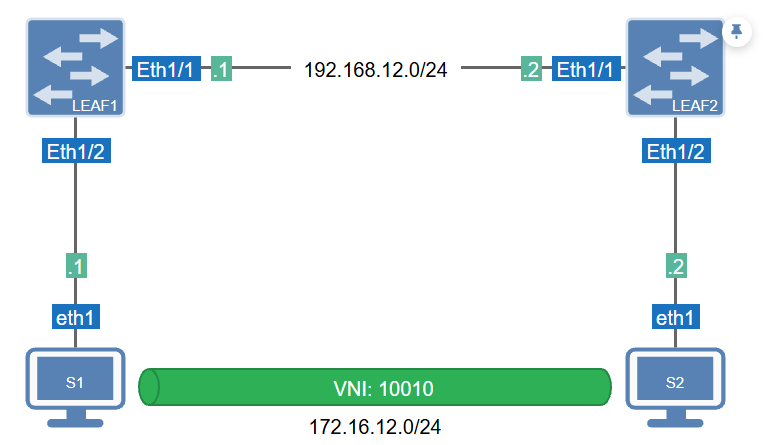 Eth1/1 .1 192.168.12.0/24 .2 Eth1/1
LEAF1 LEAF2
Eth1/2 Eth1/2
.1 .2
eth1 eth1
S1 S2
VNI: 10010
172.16.12.0/24